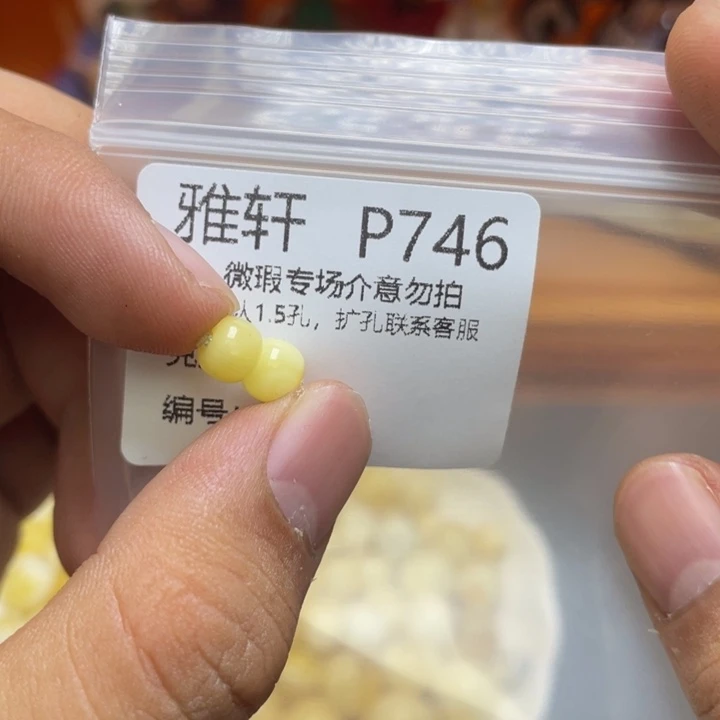 雅轩 P746
微瑕专场介意勿拍
认1.5孔，扩孔联系客服
克
编号